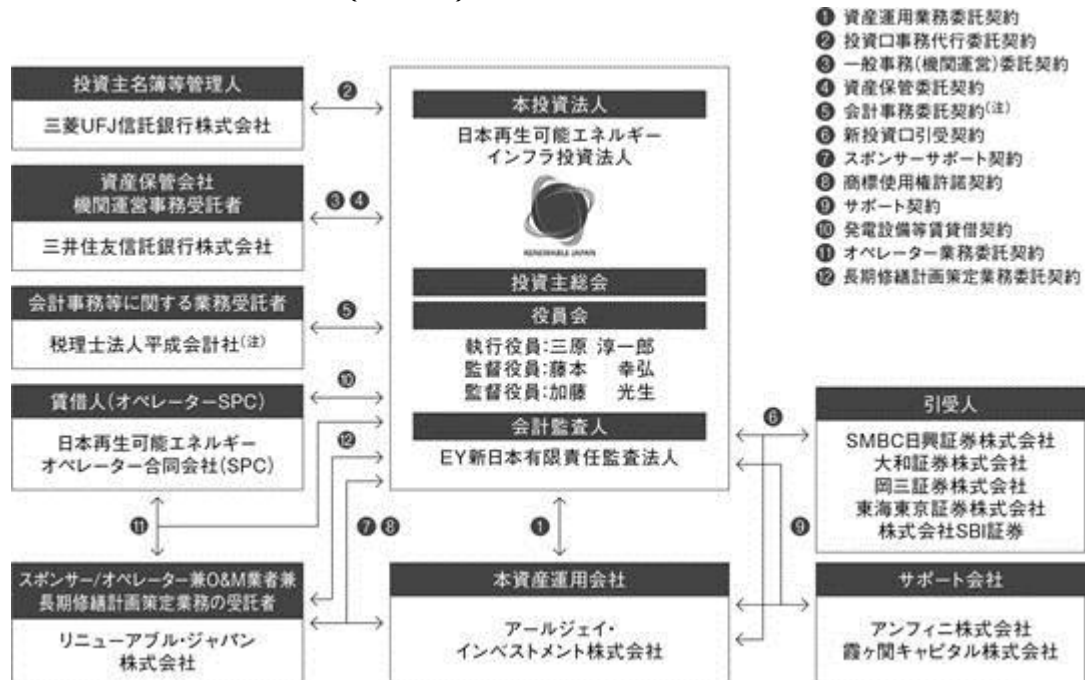 ❶ 資産運用業務委託契約
❷ 投資口事務代行委託契約
❸ 一般事務(機関運営)委託契約
❹ 資産保管委託契約
❺ 会計事務委託契約(注)
❻ 新投資口引受契約
❼ スポンサーサポート契約
❽ 商標使用権許諾契約
❾ サポート契約
❿ 発電設備等賃貸借契約
⓫ オペレーター業務委託契約
⓬ 長期修繕計画策定業務委託契約
投資主名簿等管理人
三菱UFJ信託銀行株式会社
❷
資産保管会社
機関運営事務受託者
三井住友信託銀行株式会社
❸ ❹
会計事務等に関する業務受託者
税理士法人平成会計社(注)
❺
賃借人(オペレーターSPC)
日本再生可能エネルギー
オペレーター合同会社(SPC)
❿
⓬
⓫
❼ ❽
スポンサー/オペレーター兼O&M業者兼
長期修繕計画策定業務の受託者
リニューアブル・ジャパン
株式会社
本投資法人
日本再生可能エネルギー
インフラ投資法人
RENEWABLE JAPAN
投資主総会
役員会
執行役員:三原 淳一郎
監督役員:藤本 幸弘
監督役員:加藤 光生
会計監査人
EY新日本有限責任監査法人
❶
本資産運用会社
アールジェイ・
インベストメント株式会社
❻
❾
引受人
SMBC日興証券株式会社
大和証券株式会社
岡三証券株式会社
東海東京証券株式会社
株式会社SBI証券
サポート会社
アンフィニ株式会社
霞ヶ関キャピタル株式会社